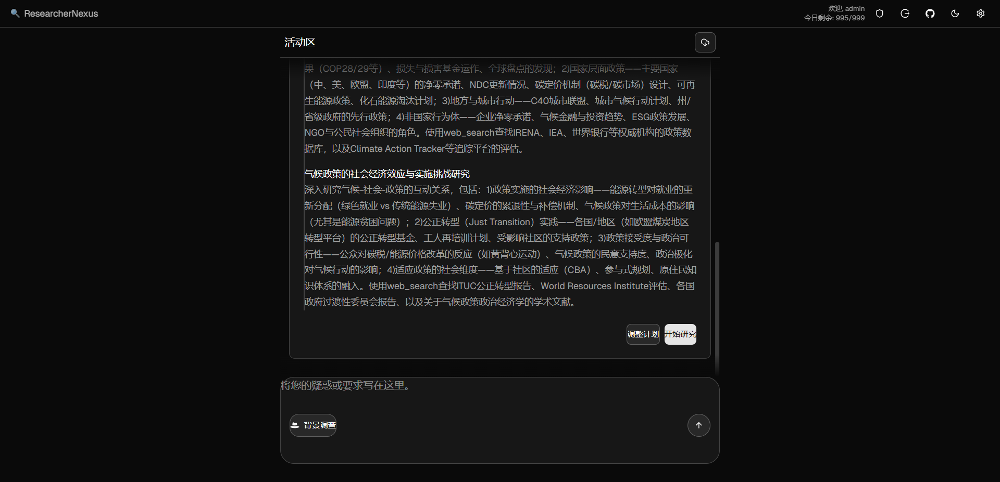 ResearcherNexus
欢迎, admin
今日剩余: 995/999
活动区
果（COP28/29等）、损失与损害基金运作、全球盘点的发现；2)国家层面政策——主要国家
（中、美、欧盟、印度等）的净零承诺、NDC更新情况、碳定价机制（碳税/碳市场）设计、可再
生能源政策、化石能源淘汰计划；3)地方与城市行动——C40城市联盟、城市气候行动计划、州/
省级政府的先行政策；4)非国家行为体——企业净零承诺、气候金融与投资趋势、ESG政策发展、
NGO与公民社会组织的角色。使用web_search查找IRENA、IEA、世界银行等权威机构的政策数
据库，以及Climate Action Tracker等追踪平台的评估。
气候政策的社会经济效应与实施挑战研究
深入研究气候-社会-政策的互动关系，包括：1)政策实施的社会经济影响——能源转型对就业的重
新分配（绿色就业 vs 传统能源失业）、碳定价的累退性与补偿机制、气候政策对生活成本的影响
（尤其是能源贫困问题）；2)公正转型（Just Transition）实践——各国/地区（如欧盟煤炭地区
转型平台）的公正转型基金、工人再培训计划、受影响社区的支持政策；3)政策接受度与政治可
行性——公众对碳税/能源价格改革的反应（如黄背心运动）、气候政策的民意支持度、政治极化
对气候行动的影响；4)适应政策的社会维度——基于社区的适应（CBA）、参与式规划、原住民知
识体系的融入。使用web_search查找ITUC公正转型报告、World Resources Institute评估、各国
政府过渡性委员会报告、以及关于气候政策政治经济学的学术文献。
调整计划
开始研究
将您的疑惑或要求写在这里。
背景调查